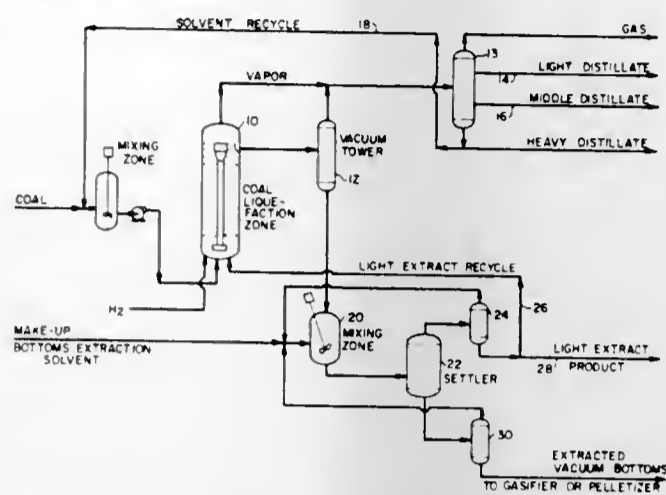 SOLVENT RECYCLE
18
GAS
13
LIGHT DISTILLATE
14
VAPOR
MIDDLE DISTILLATE
16
10
MIXING
ZONE
VACUUM
TOWER
12
HEAVY DISTILLATE
COAL
COAL
LIQUE-
FACTION
ZONE
LIGHT EXTRACT RECYCLE
H2
20
24
26
MAKE-UP
BOTTOMS EXTRACTION
SOLVENT
MIXING
ZONE
22
SETTLER
LIGHT EXTRACT
28
PRODUCT
30
EXTRACTED
VACUUM BOTTOMS
TO GASIFIER OR PELLETIZER